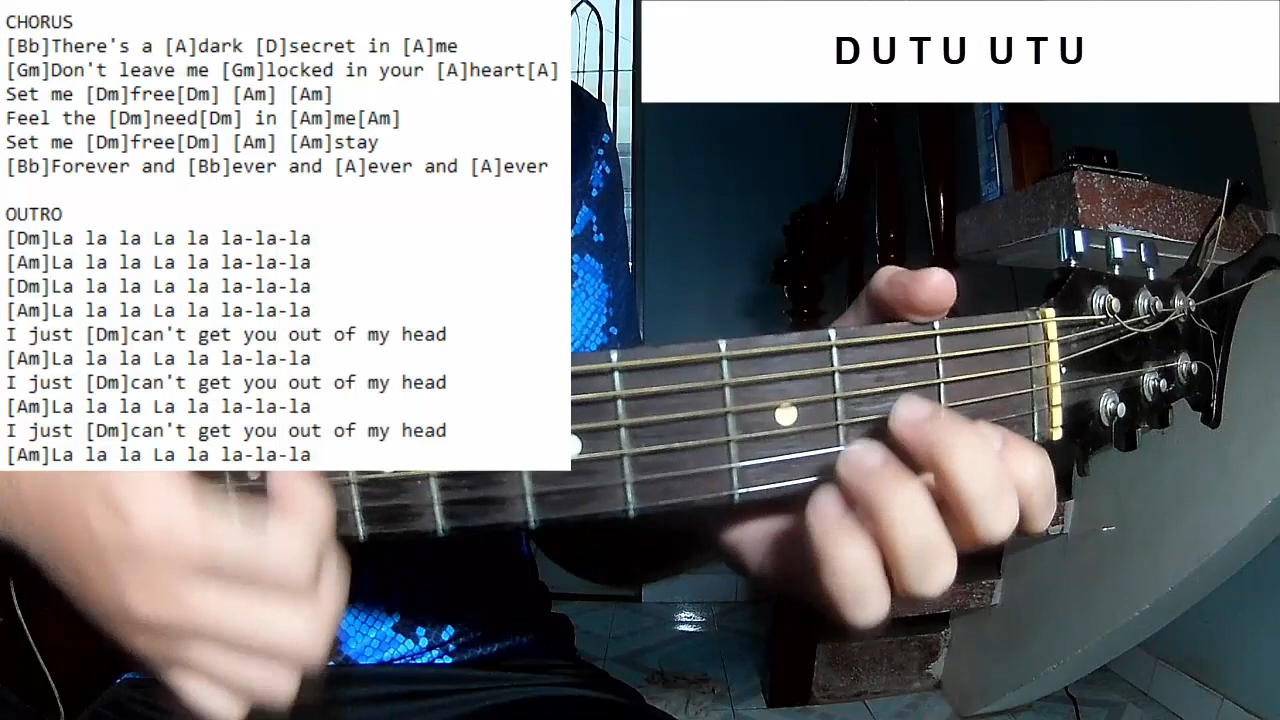 CHORUS
[Bb]There's a [A]dark [D]secret in [A]me
[Gm]Don't leave me [Gm]locked in your [A]heart[A]
Set me [Dm]free[Dm] [Am] [Am]
Feel the [Dm]need[Dm] in [Am]me[Am]
Set me [Dm]free[Dm] [Am] [Am]stay
[Bb]Forever and [Bb]ever and [A]ever and [A]ever

OUTRO
[Dm]La la la La la la-la-la
[Am]La la la La la la-la-la
[Dm]La la la La la la-la-la
[Am]La la la La la la-la-la
I just [Dm]can't get you out of my head
[Am]La la la La la la-la-la
I just [Dm]can't get you out of my head
[Am]La la la La la la-la-la
I just [Dm]can't get you out of my head
[Am]La la la La la la-la-la
D U T U U T U